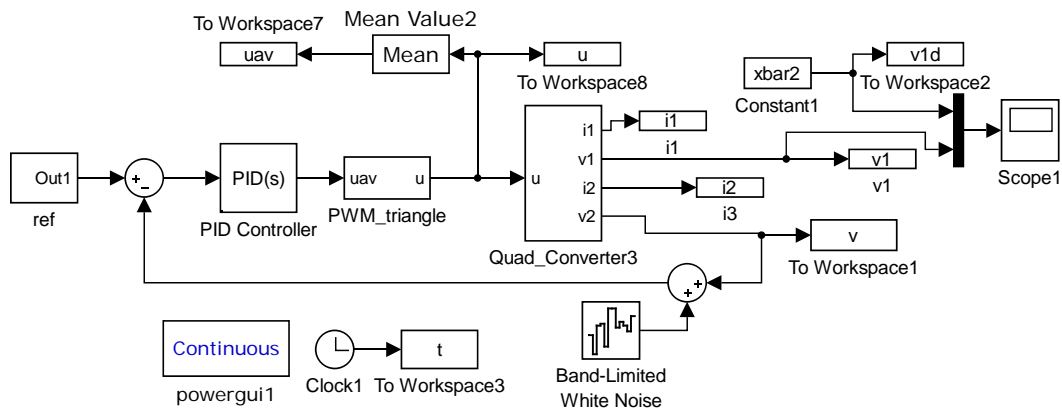 Mean Value2
To Workspace7
uav
Mean
u
To Workspace8
xbar2
Constant1
v1d
To Workspace2
Scope1
Out1
ref
+
−
PID(s)
PID Controller
uav
u
PWM_triangle
u
i1
v1
i2
v2
Quad_Converter3
i1
i1
v1
v1
i2
i3
v
To Workspace1
+
+
Band-Limited
White Noise
Continuous
powergui1
Clock1
t
To Workspace3